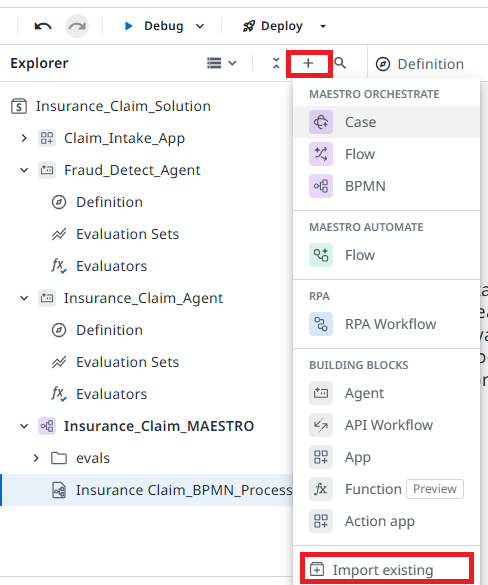 Debug
Deploy
Explorer
Definition
Insurance_Claim_Solution
Claim_Intake_App
Fraud_Detect_Agent
Definition
Evaluation Sets
Evaluators
Insurance_Claim_Agent
Definition
Evaluation Sets
Evaluators
Insurance_Claim_MAESTRO
evals
Insurance Claim_BPMN_Process
MAESTRO ORCHESTRATE
Case
Flow
BPMN
MAESTRO AUTOMATE
Flow
RPA
RPA Workflow
BUILDING BLOCKS
Agent
API Workflow
App
Function Preview
Action app
Import existing